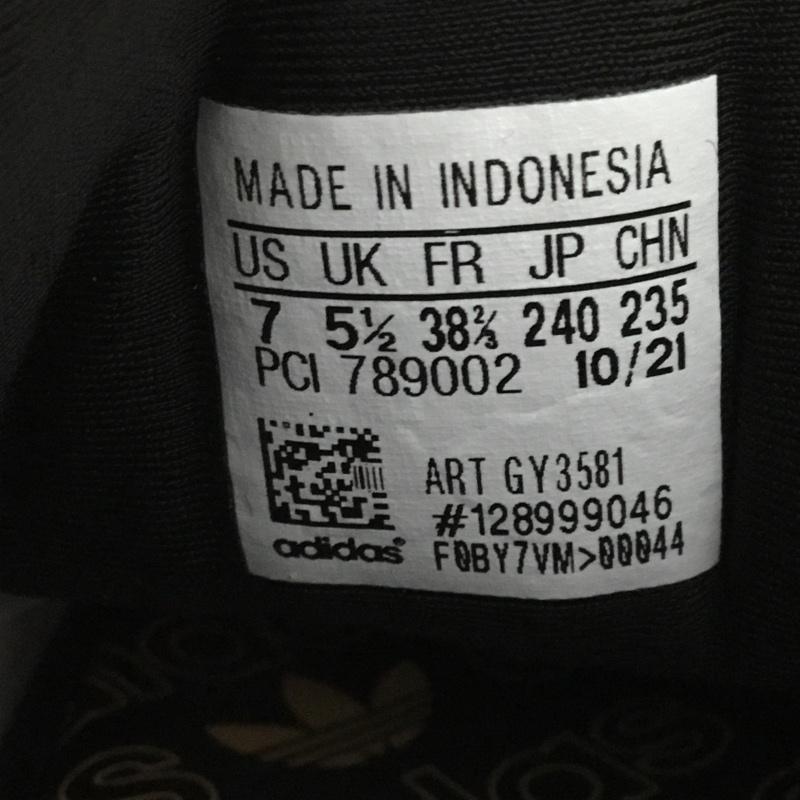 MADE IN INDONESIA
US UK FR JP CHN
7 5½ 38⅔ 240 235
PCI 789002 10/21
ART GY3581
#128999046
adidas® F0BY7VM>00044